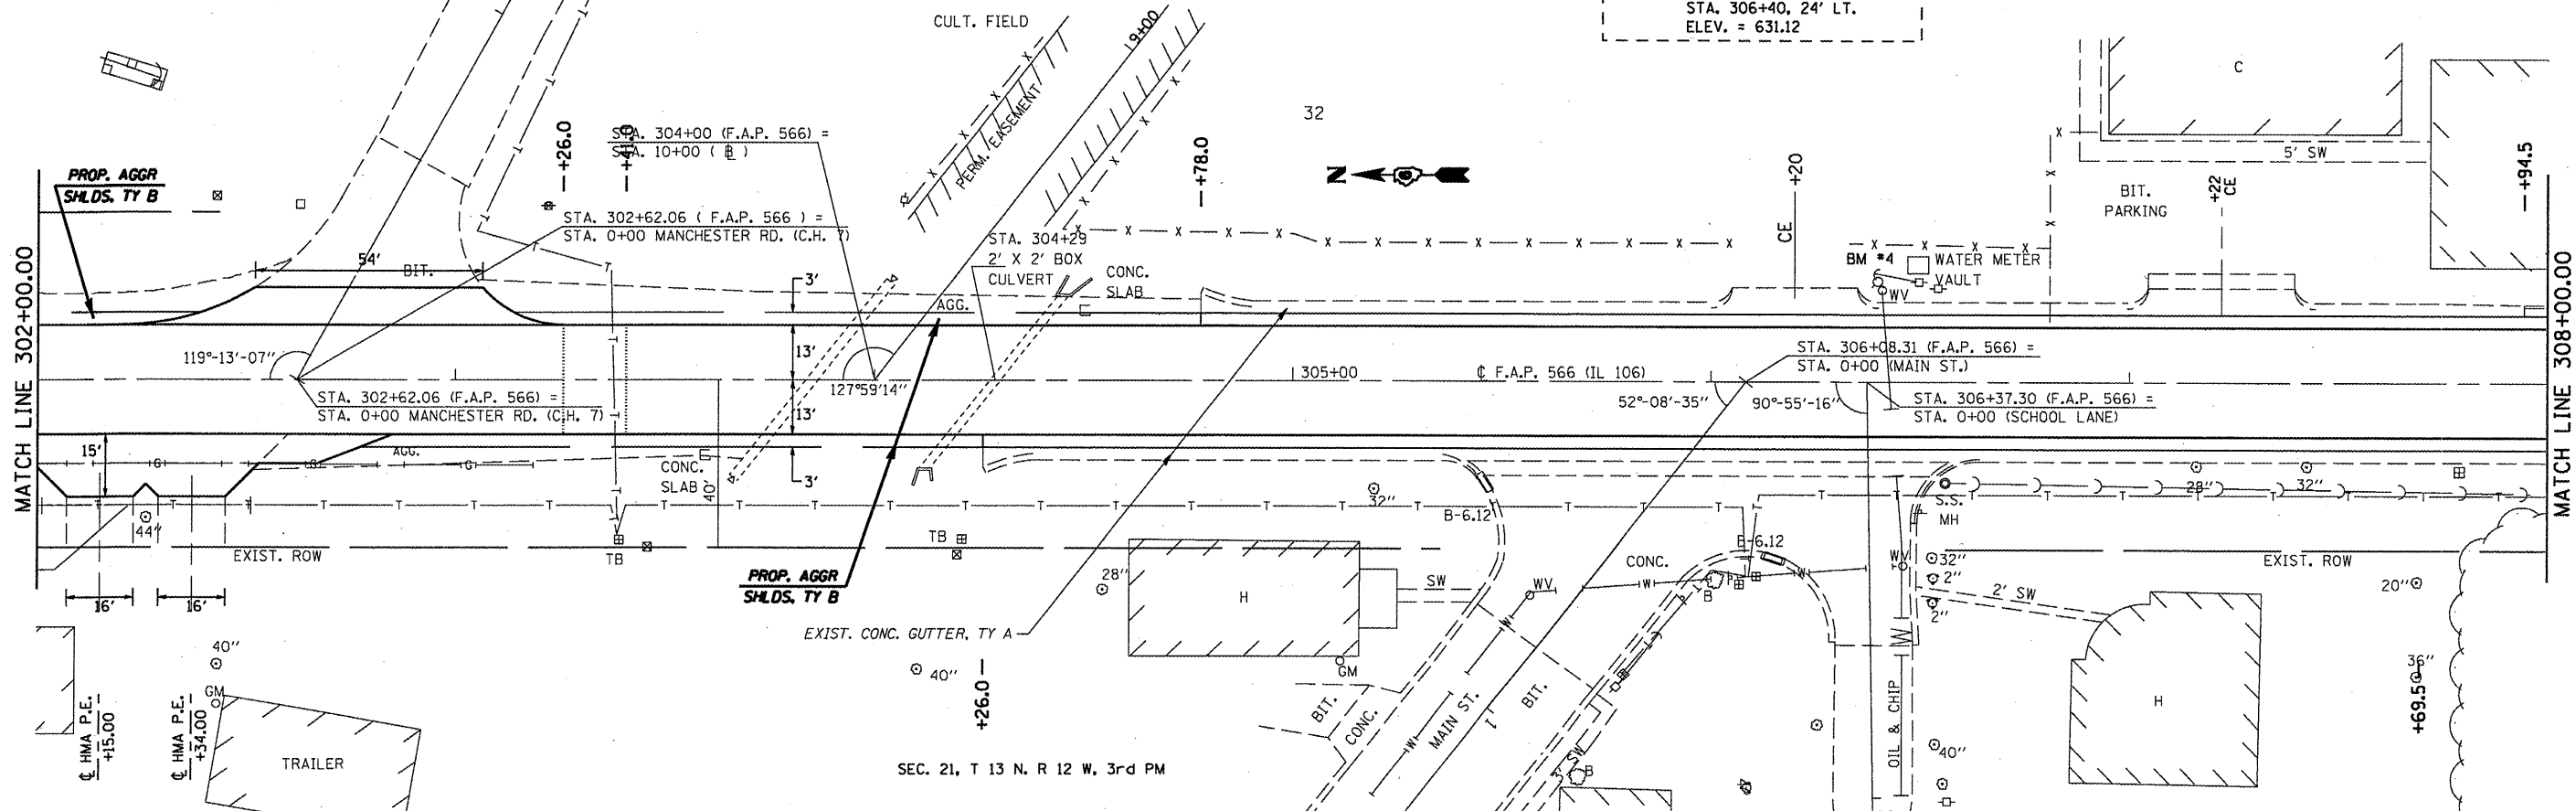 STA. 306+40, 24' LT.
ELEV. = 631.12
CULT. FIELD
19+00
C
32
5' SW
STA. 304+00 (F.A.P. 566) =
STA. 10+00 ( ⅊ )
+26.0
+41.0
PERM. EASEMENT
+78.0
N
+20
CE
BIT.
PARKING
+22
CE
+94.5
PROP. AGGR
SHLDS. TY B
STA. 302+62.06 ( F.A.P. 566 ) =
STA. 0+00 MANCHESTER RD. (C.H. 7)
STA. 304+29
2' X 2' BOX
CULVERT
CONC.
SLAB
BM #4
WATER METER
VAULT
WV
54'
BIT.
3'
AGG.
MATCH LINE 302+00.00
MATCH LINE 308+00.00
119°-13'-07"
13'
127°59'14"
305+00
℄ F.A.P. 566 (IL 106)
STA. 306+08.31 (F.A.P. 566) =
STA. 0+00 (MAIN ST.)
52°-08'-35"
90°-55'-16"
STA. 302+62.06 (F.A.P. 566) =
STA. 0+00 MANCHESTER RD. (C.H. 7)
13'
STA. 306+37.30 (F.A.P. 566) =
STA. 0+00 (SCHOOL LANE)
15'
AGG.
G
G
G
CONC.
SLAB
40'
3'
32"
B-6.12
28"
32"
S.S.
MH
44"
EXIST. ROW
TB
TB
B-6.12
CONC.
WV
32"
2"
2"
EXIST. ROW
20"
16'
16'
PROP. AGGR
SHLDS. TY B
28"
H
SW
WV
B
2' SW
EXIST. CONC. GUTTER, TY A
40"
GM
40"
+26.0
GM
BIT.
CONC.
MAIN ST.
BIT.
OIL & CHIP
H
36"
+69.5
℄ HMA P.E.
+15.00
℄ HMA P.E.
+34.00
TRAILER
SEC. 21, T 13 N. R 12 W, 3rd PM
SW
B
40"